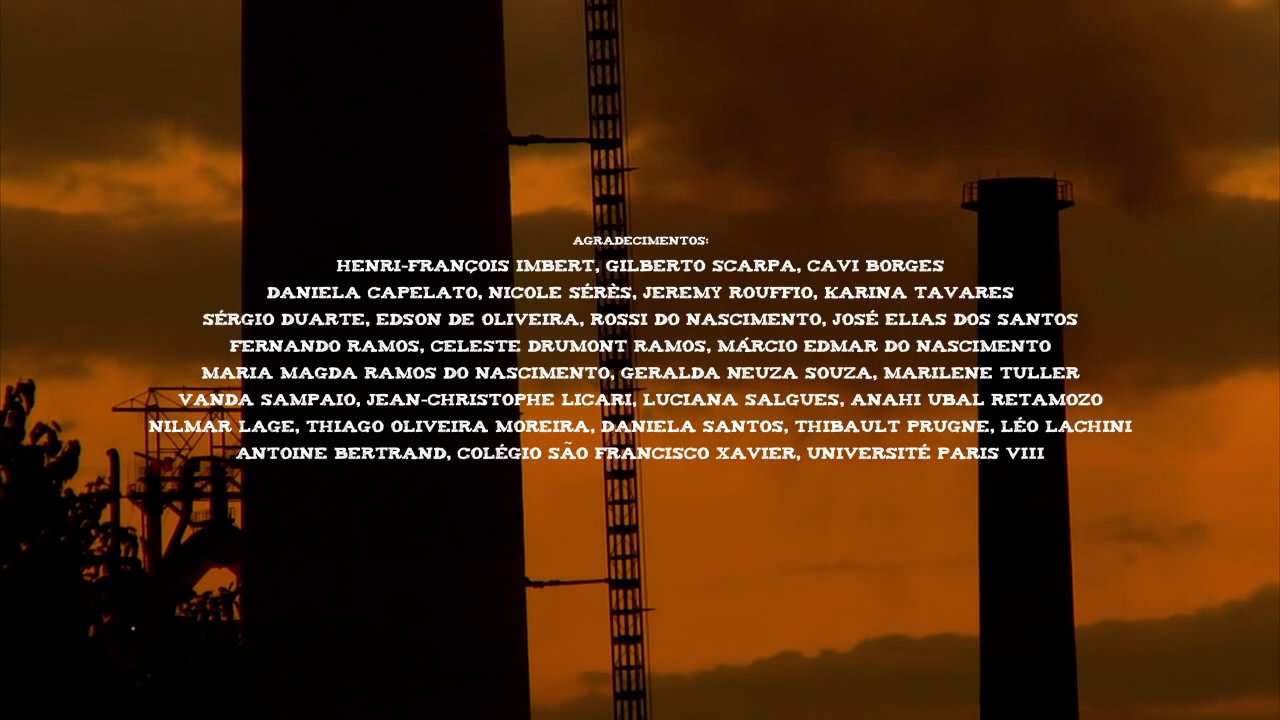 AGRADECIMENTOS:
HENRI-FRANÇOIS IMBERT, GILBERTO SCARPA, CAVI BORGES
DANIELA CAPELATO, NICOLE SÉRÈS, JEREMY ROUFFIO, KARINA TAVARES
SÉRGIO DUARTE, EDSON DE OLIVEIRA, ROSSI DO NASCIMENTO, JOSÉ ELIAS DOS SANTOS
FERNANDO RAMOS, CELESTE DRUMONT RAMOS, MÁRCIO EDMAR DO NASCIMENTO
MARIA MAGDA RAMOS DO NASCIMENTO, GERALDA NEUZA SOUZA, MARILENE TULLER
VANDA SAMPAIO, JEAN-CHRISTOPHE LICARI, LUCIANA SALGUES, ANAHI UBAL RETAMOZO
NILMAR LAGE, THIAGO OLIVEIRA MOREIRA, DANIELA SANTOS, THIBAULT PRUGNE, LÉO LACHINI
ANTOINE BERTRAND, COLÉGIO SÃO FRANCISCO XAVIER, UNIVERSITÉ PARIS VIII